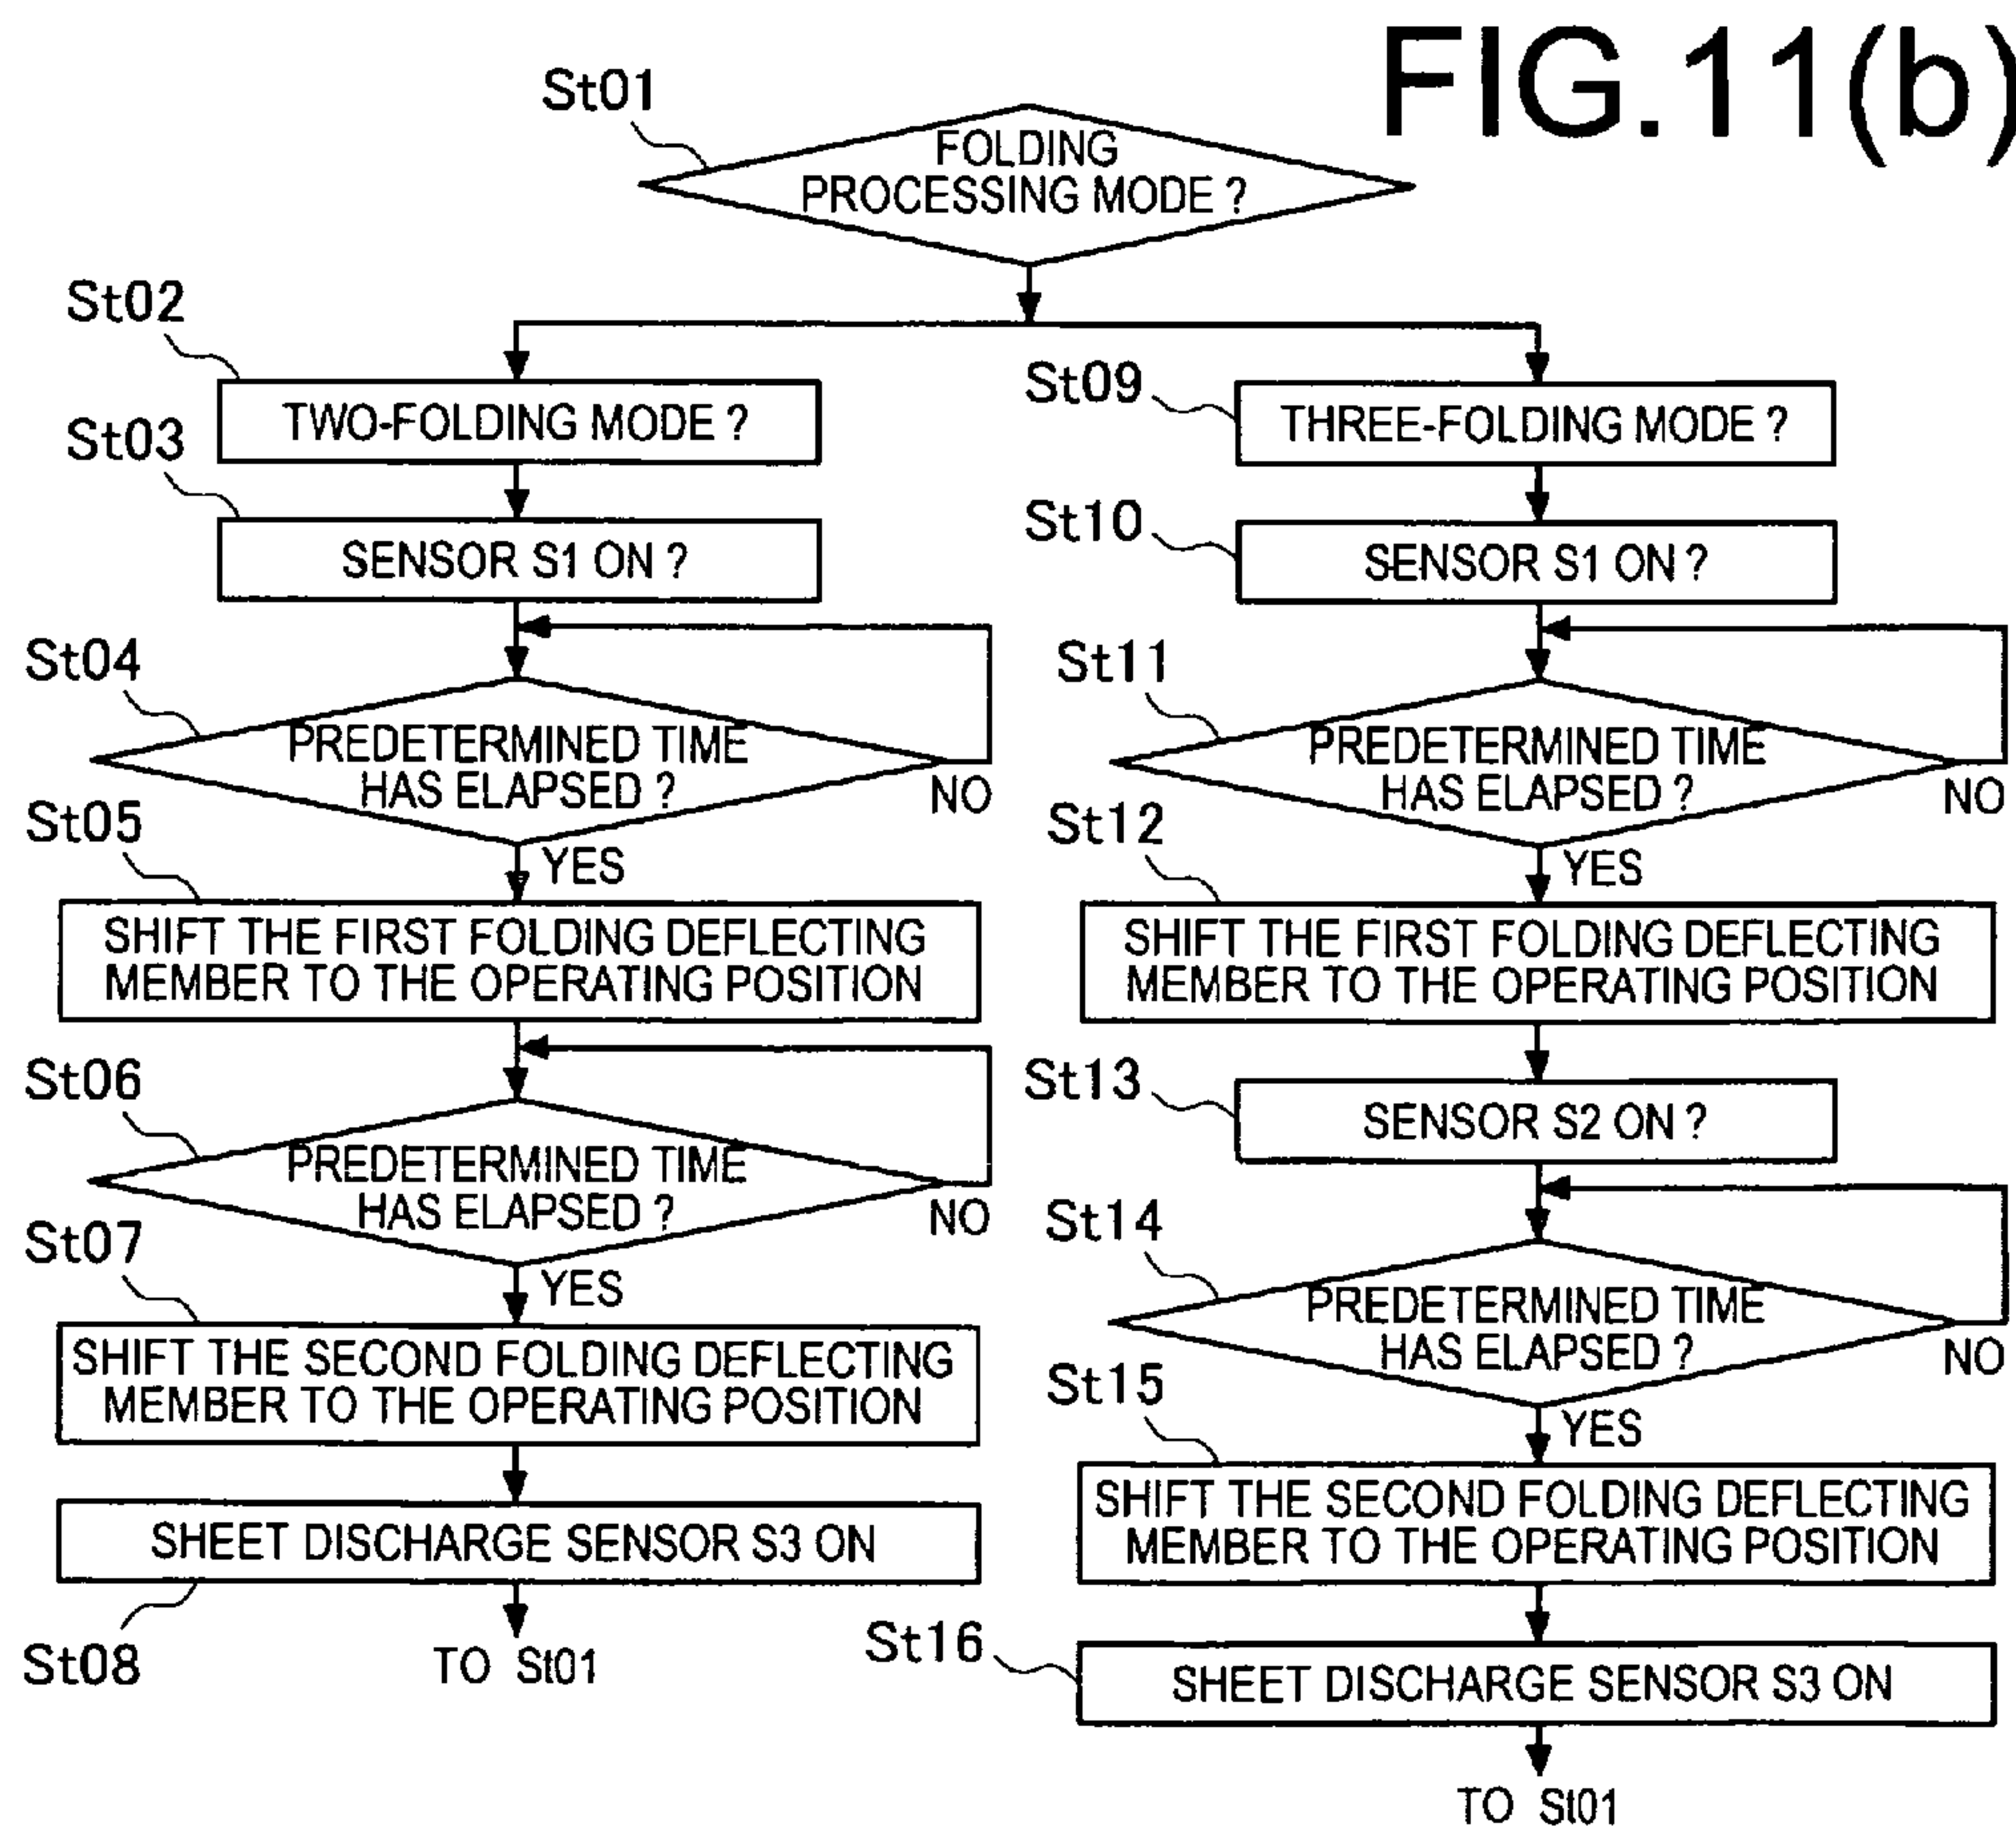 FIG.11(b)
St01
FOLDING
PROCESSING MODE ?
St02
TWO-FOLDING MODE ?
St03
SENSOR S1 ON ?
St04
PREDETERMINED TIME
HAS ELAPSED ?
NO
YES
St05
SHIFT THE FIRST FOLDING DEFLECTING
MEMBER TO THE OPERATING POSITION
St06
PREDETERMINED TIME
HAS ELAPSED ?
NO
YES
St07
SHIFT THE SECOND FOLDING DEFLECTING
MEMBER TO THE OPERATING POSITION
SHEET DISCHARGE SENSOR S3 ON
St08
TO St01
St09
THREE-FOLDING MODE ?
St10
SENSOR S1 ON ?
St11
PREDETERMINED TIME
HAS ELAPSED ?
NO
YES
St12
SHIFT THE FIRST FOLDING DEFLECTING
MEMBER TO THE OPERATING POSITION
St13
SENSOR S2 ON ?
St14
PREDETERMINED TIME
HAS ELAPSED ?
NO
YES
St15
SHIFT THE SECOND FOLDING DEFLECTING
MEMBER TO THE OPERATING POSITION
St16
SHEET DISCHARGE SENSOR S3 ON
TO St01